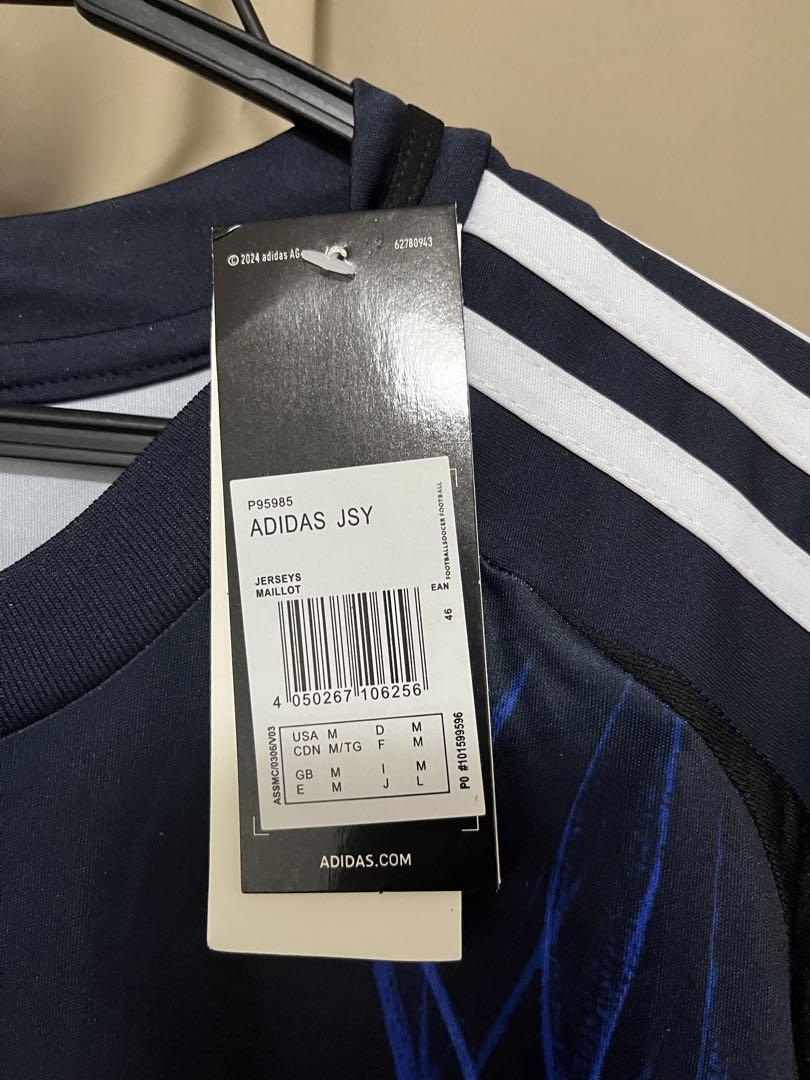 © 2024 adidas AG
62780943
P95985
ADIDAS JSY
JERSEYS
MAILLOT
EAN
FOOTBALL/SOCCER FOOTBALL
46
4 050267 106256
ASSMC/0306/V03
USA M D M
CDN M/TG F M
GB M I M
E M J L
PO #101599596
ADIDAS.COM